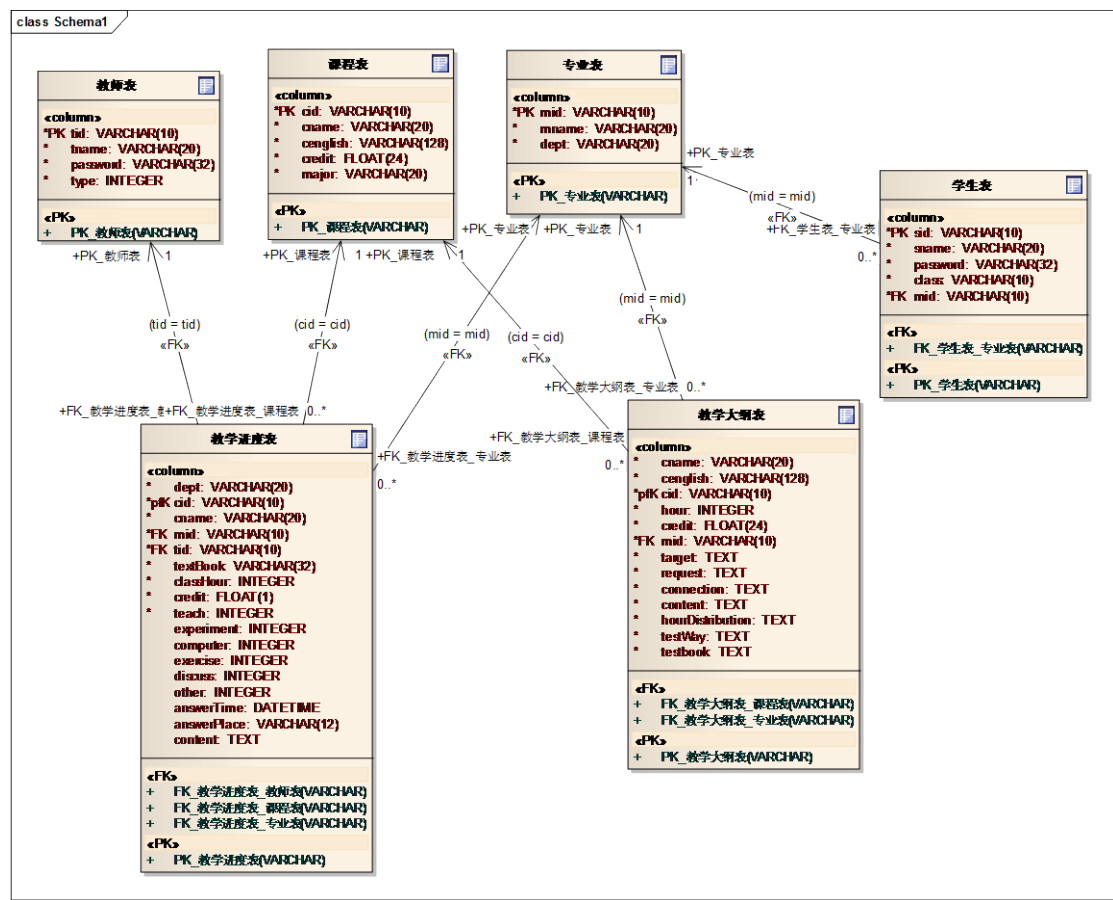 class Schema1
教师表
«column»
*PK tid: VARCHAR(10)
* tname: VARCHAR(20)
* password: VARCHAR(32)
* type: INTEGER
«PK»
+ PK_教师表(VARCHAR)
课程表
«column»
*PK cid: VARCHAR(10)
* cname: VARCHAR(20)
* cenglish: VARCHAR(128)
* credit: FLOAT(24)
* major: VARCHAR(20)
«PK»
+ PK_课程表(VARCHAR)
专业表
«column»
*PK mid: VARCHAR(10)
* mname: VARCHAR(20)
* dept: VARCHAR(20)
«PK»
+ PK_专业表(VARCHAR)
+PK_专业表
1
(mid = mid)
«FK»
+FK_学生表_专业表
0..*
学生表
«column»
*PK sid: VARCHAR(10)
* sname: VARCHAR(20)
* password: VARCHAR(32)
* class: VARCHAR(10)
*FK mid: VARCHAR(10)
«FK»
+ FK_学生表_专业表(VARCHAR)
«PK»
+ PK_学生表(VARCHAR)
+PK_教师表 1
+PK_课程表 1
+PK_课程表 1
+PK_专业表
+PK_专业表 1
(tid = tid)
«FK»
(cid = cid)
«FK»
(mid = mid)
«FK»
(cid = cid)
«FK»
(mid = mid)
«FK»
+FK_教学进度表_
+FK_教学进度表_课程表 0..*
+FK_教学进度表_专业表
0..*
+FK_教学大纲表_专业表 0..*
+FK_教学大纲表_课程表
0..*
教学进度表
«column»
* dept: VARCHAR(20)
*pfK cid: VARCHAR(10)
* cname: VARCHAR(20)
*FK mid: VARCHAR(10)
*FK tid: VARCHAR(10)
* textBook: VARCHAR(32)
* classHour: INTEGER
* credit: FLOAT(1)
* teach: INTEGER
experiment: INTEGER
computer: INTEGER
exercise: INTEGER
discuss: INTEGER
other: INTEGER
answerTime: DATETIME
answerPlace: VARCHAR(12)
content: TEXT
«FK»
+ FK_教学进度表_教师表(VARCHAR)
+ FK_教学进度表_课程表(VARCHAR)
+ FK_教学进度表_专业表(VARCHAR)
«PK»
+ PK_教学进度表(VARCHAR)
教学大纲表
«column»
* cname: VARCHAR(20)
* cenglish: VARCHAR(128)
*pfK cid: VARCHAR(10)
* hour: INTEGER
* credit: FLOAT(24)
*FK mid: VARCHAR(10)
* target: TEXT
* request: TEXT
* connection: TEXT
* content: TEXT
* hourDistribution: TEXT
* testWay: TEXT
* testbook: TEXT
«FK»
+ FK_教学大纲表_课程表(VARCHAR)
+ FK_教学大纲表_专业表(VARCHAR)
«PK»
+ PK_教学大纲表(VARCHAR)